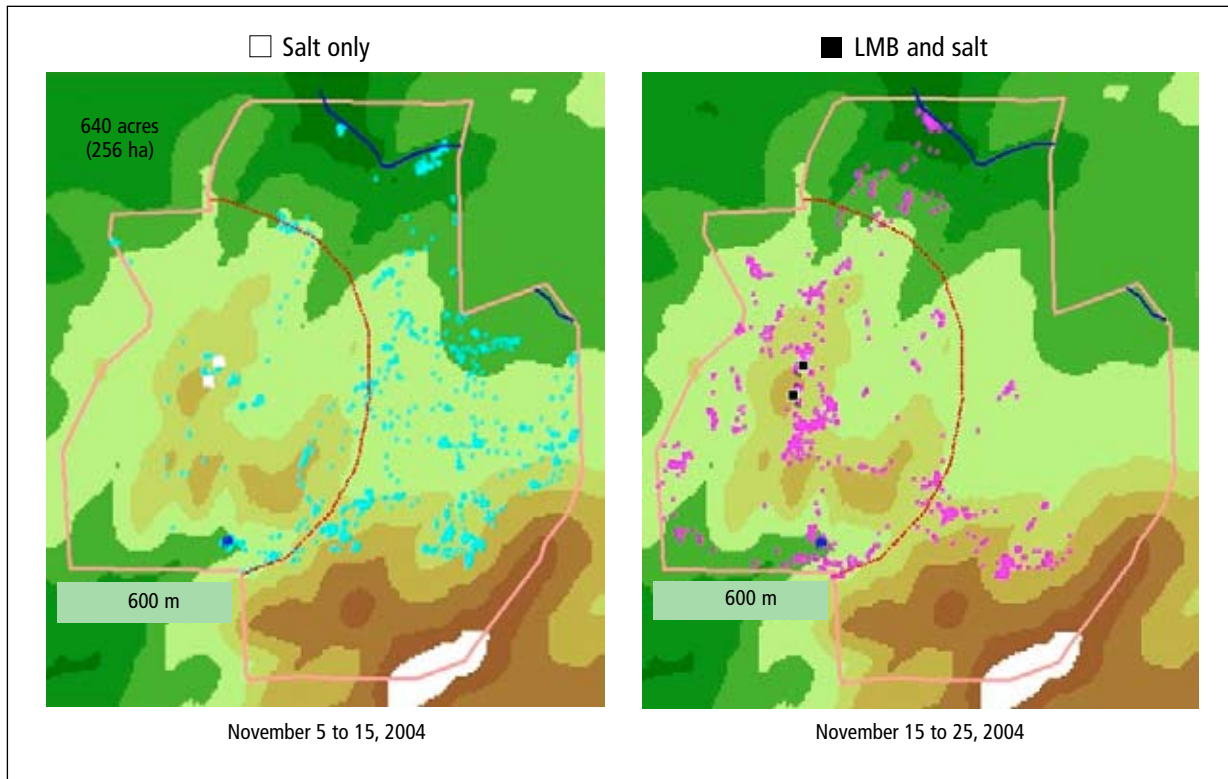 Salt only
LMB and salt
640 acres
(256 ha)
600 m
600 m
November 5 to 15, 2004
November 15 to 25, 2004